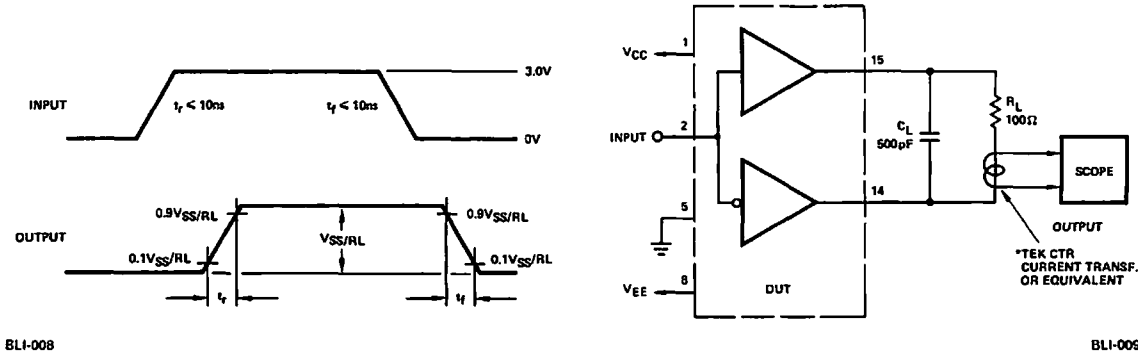 INPUT
tr ≤ 10ns
tf ≤ 10ns
3.0V
0V
OUTPUT
0.9VSS/RL
0.1VSS/RL
VSS/RL
0.9VSS/RL
0.1VSS/RL
tr
tf
BLI-008
VCC
1
INPUT
2
5
VEE
8
DUT
15
14
CL
500pF
RL
100Ω
SCOPE
OUTPUT
*TEK CTR
CURRENT TRANSF.
OR EQUIVALENT
BLI-009